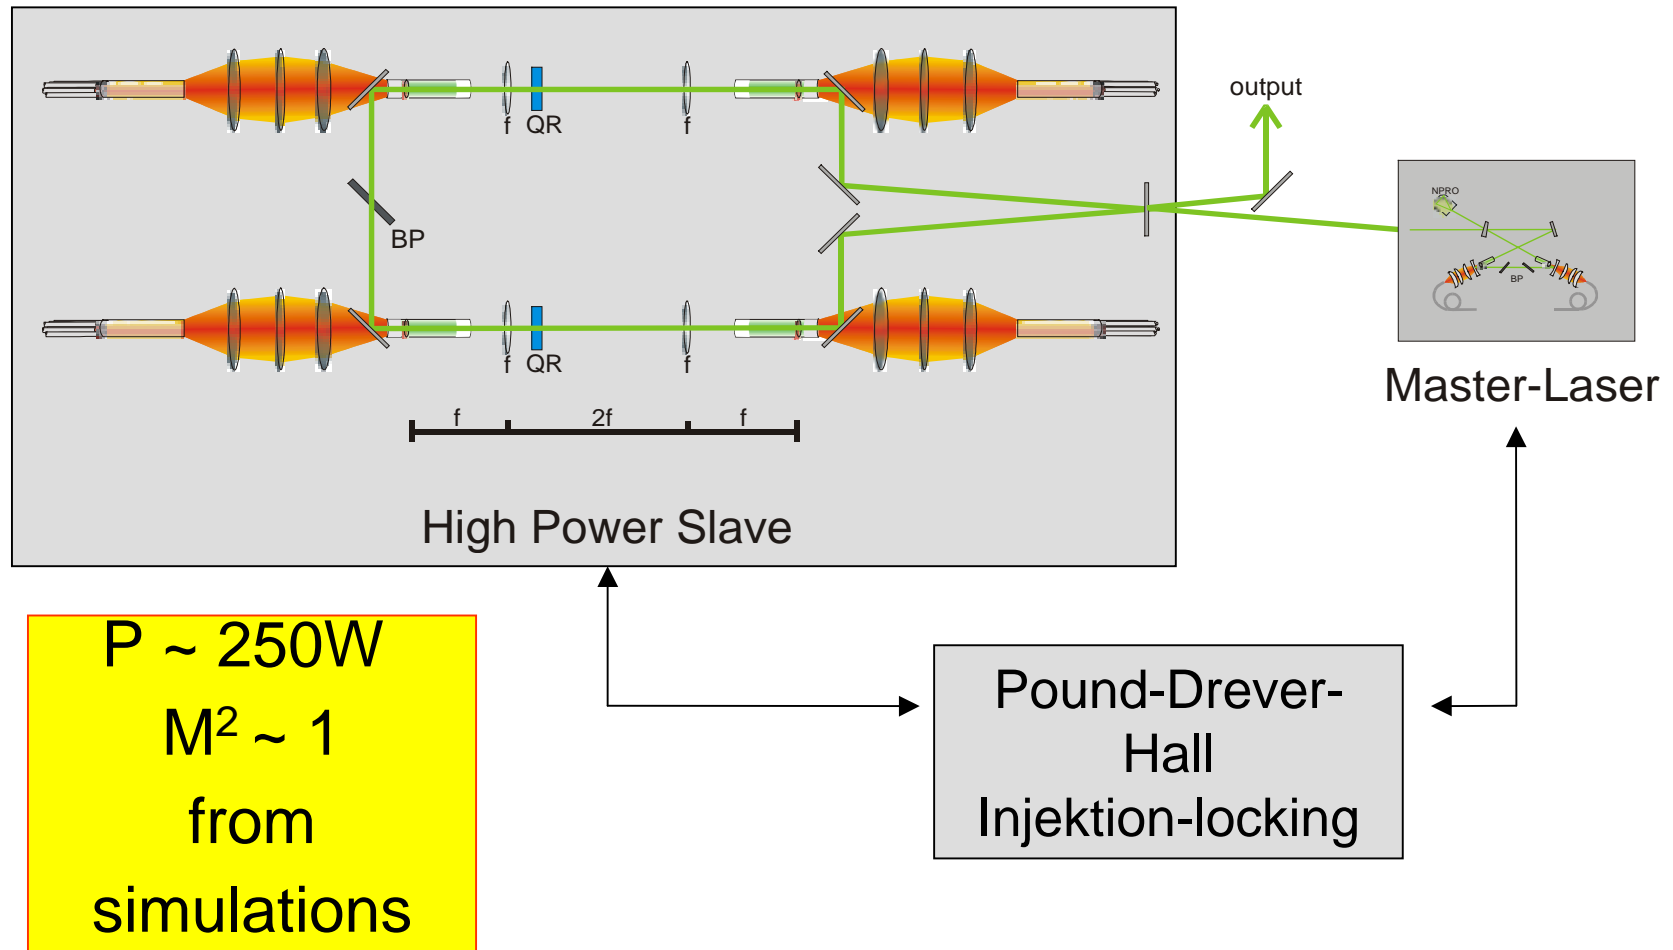 output
f
QR
f
NPRO
BP
BP
f
QR
f
f
2f
f
Master-Laser
High Power Slave
P ~ 250W
M² ~ 1
from
simulations
Pound-Drever-
Hall
Injektion-locking